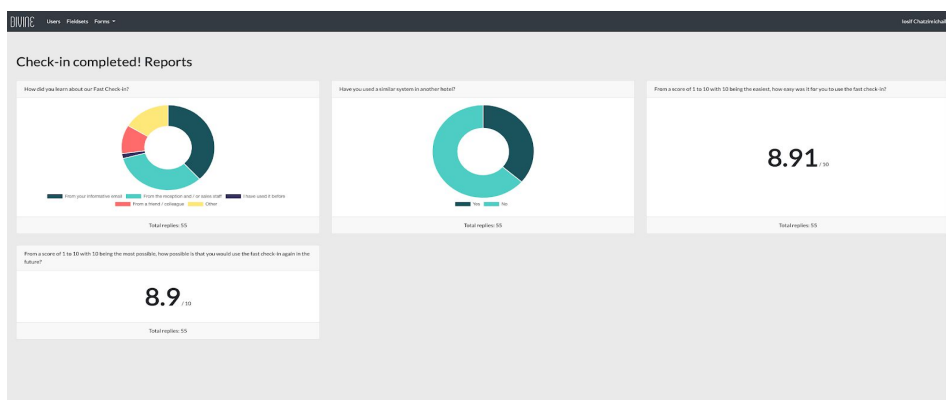 DIVINE Users Fieldsets Forms Iosif Chatzimichail
Check-in completed! Reports
How did you learn about our Fast Check-in?
From your informative email From the reception and / or sales staff I have used it before
From a friend / colleague Other
Total replies: 55
Have you used a similar system in another hotel?
Yes No
Total replies: 55
From a score of 1 to 10 with 10 being the easiest, how easy was it for you to use the fast check-in?
8.91 / 10
Total replies: 55
From a score of 1 to 10 with 10 being the most possible, how possible is that you would use the fast check-in again in the
future?
8.9 / 10
Total replies: 55